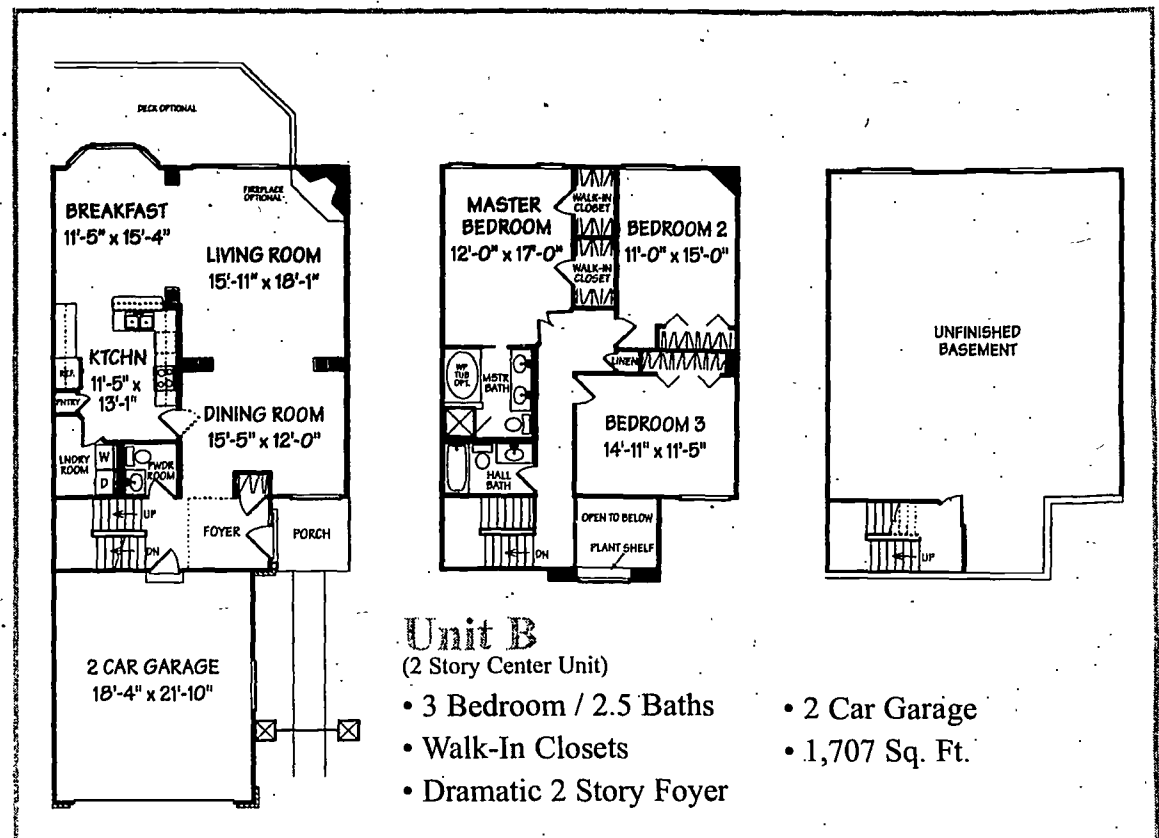 DECK OPTIONAL
FIREPLACE
OPTIONAL
BREAKFAST
11'-5" x 15'-4"
LIVING ROOM
15'-11" x 18'-1"
KTCHN
11'-5" x
13'-1"
REF.
PNTRY
DINING ROOM
15'-5" x 12'-0"
LNDRY
ROOM
W
D
PWDR
ROOM
UP
DN
FOYER
PORCH
2 CAR GARAGE
18'-4" x 21'-10"
MASTER
BEDROOM
12'-0" x 17'-0"
WALK-IN
CLOSET
WALK-IN
CLOSET
BEDROOM 2
11'-0" x 15'-0"
WP
TUB
OPT.
MSTR
BATH
LINEN
BEDROOM 3
14'-11" x 11'-5"
HALL
BATH
DN
OPEN TO BELOW
PLANT SHELF
UNFINISHED
BASEMENT
UP
Unit B
(2 Story Center Unit)
• 3 Bedroom / 2.5 Baths
• Walk-In Closets
• Dramatic 2 Story Foyer
• 2 Car Garage
• 1,707 Sq. Ft.